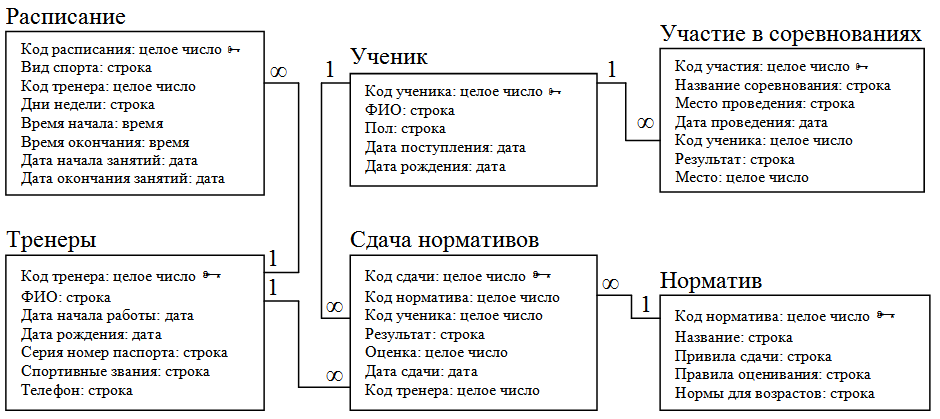 Расписание
Код расписания: целое число
Вид спорта: строка
Код тренера: целое число
Дни недели: строка
Время начала: время
Время окончания: время
Дата начала занятий: дата
Дата окончания занятий: дата
∞
1
Ученик
Код ученика: целое число
ФИО: строка
Пол: строка
Дата поступления: дата
Дата рождения: дата
1
∞
Участие в соревнованиях
Код участия: целое число
Название соревнования: строка
Место проведения: строка
Дата проведения: дата
Код ученика: целое число
Результат: строка
Место: целое число
Тренеры
Код тренера: целое число
ФИО: строка
Дата начала работы: дата
Дата рождения: дата
Серия номер паспорта: строка
Спортивные звания: строка
Телефон: строка
1
1
∞
∞
Сдача нормативов
Код сдачи: целое число
Код норматива: целое число
Код ученика: целое число
Результат: строка
Оценка: целое число
Дата сдачи: дата
Код тренера: целое число
∞
1
Норматив
Код норматива: целое число
Название: строка
Привила сдачи: строка
Правила оценивания: строка
Нормы для возрастов: строка